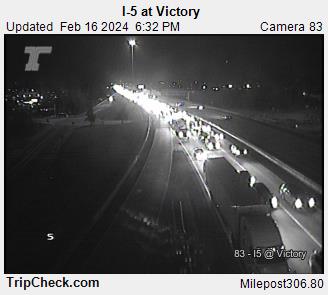 I-5 at Victory
Updated  Feb 16 2024  6:32 PM
Camera 83
T
S
83 - I5 @ Victory
TripCheck.com
Milepost306.80